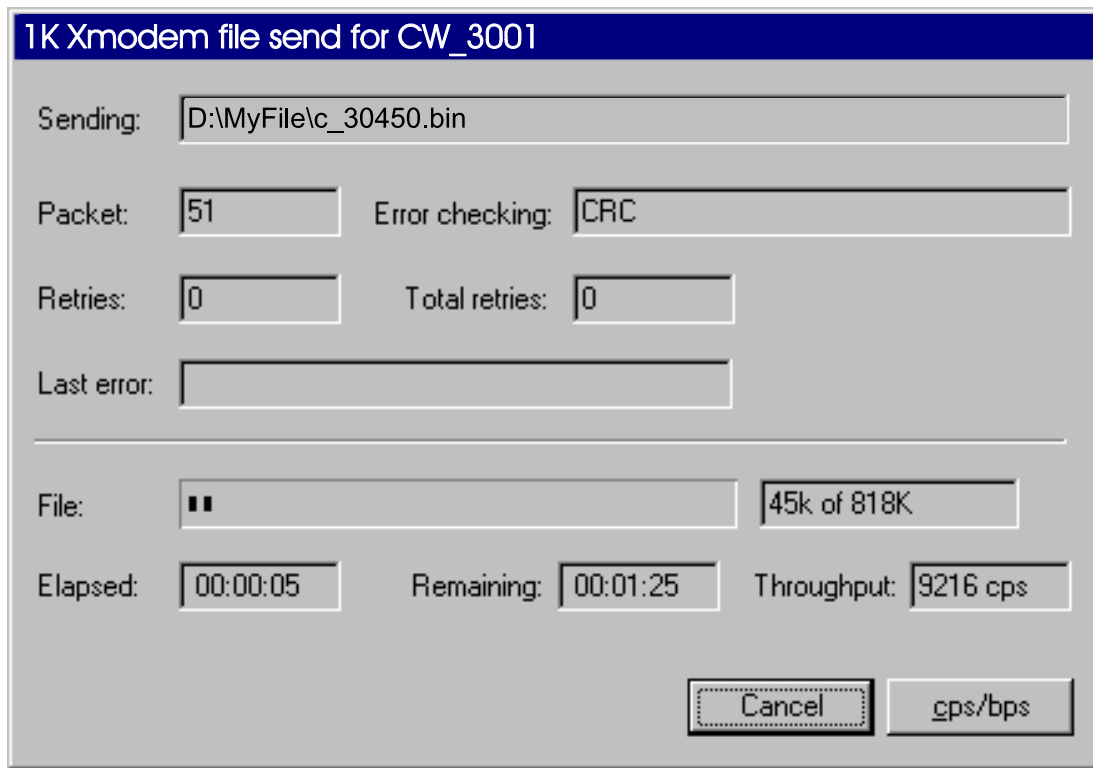 1K Xmodem file send for CW_3001
Sending: D:\MyFile\c_30450.bin
Packet: 51 Error checking: CRC
Retries: 0 Total retries: 0
Last error:
File: 45k of 818K
Elapsed: 00:00:05 Remaining: 00:01:25 Throughput: 9216 cps
Cancel cps/bps